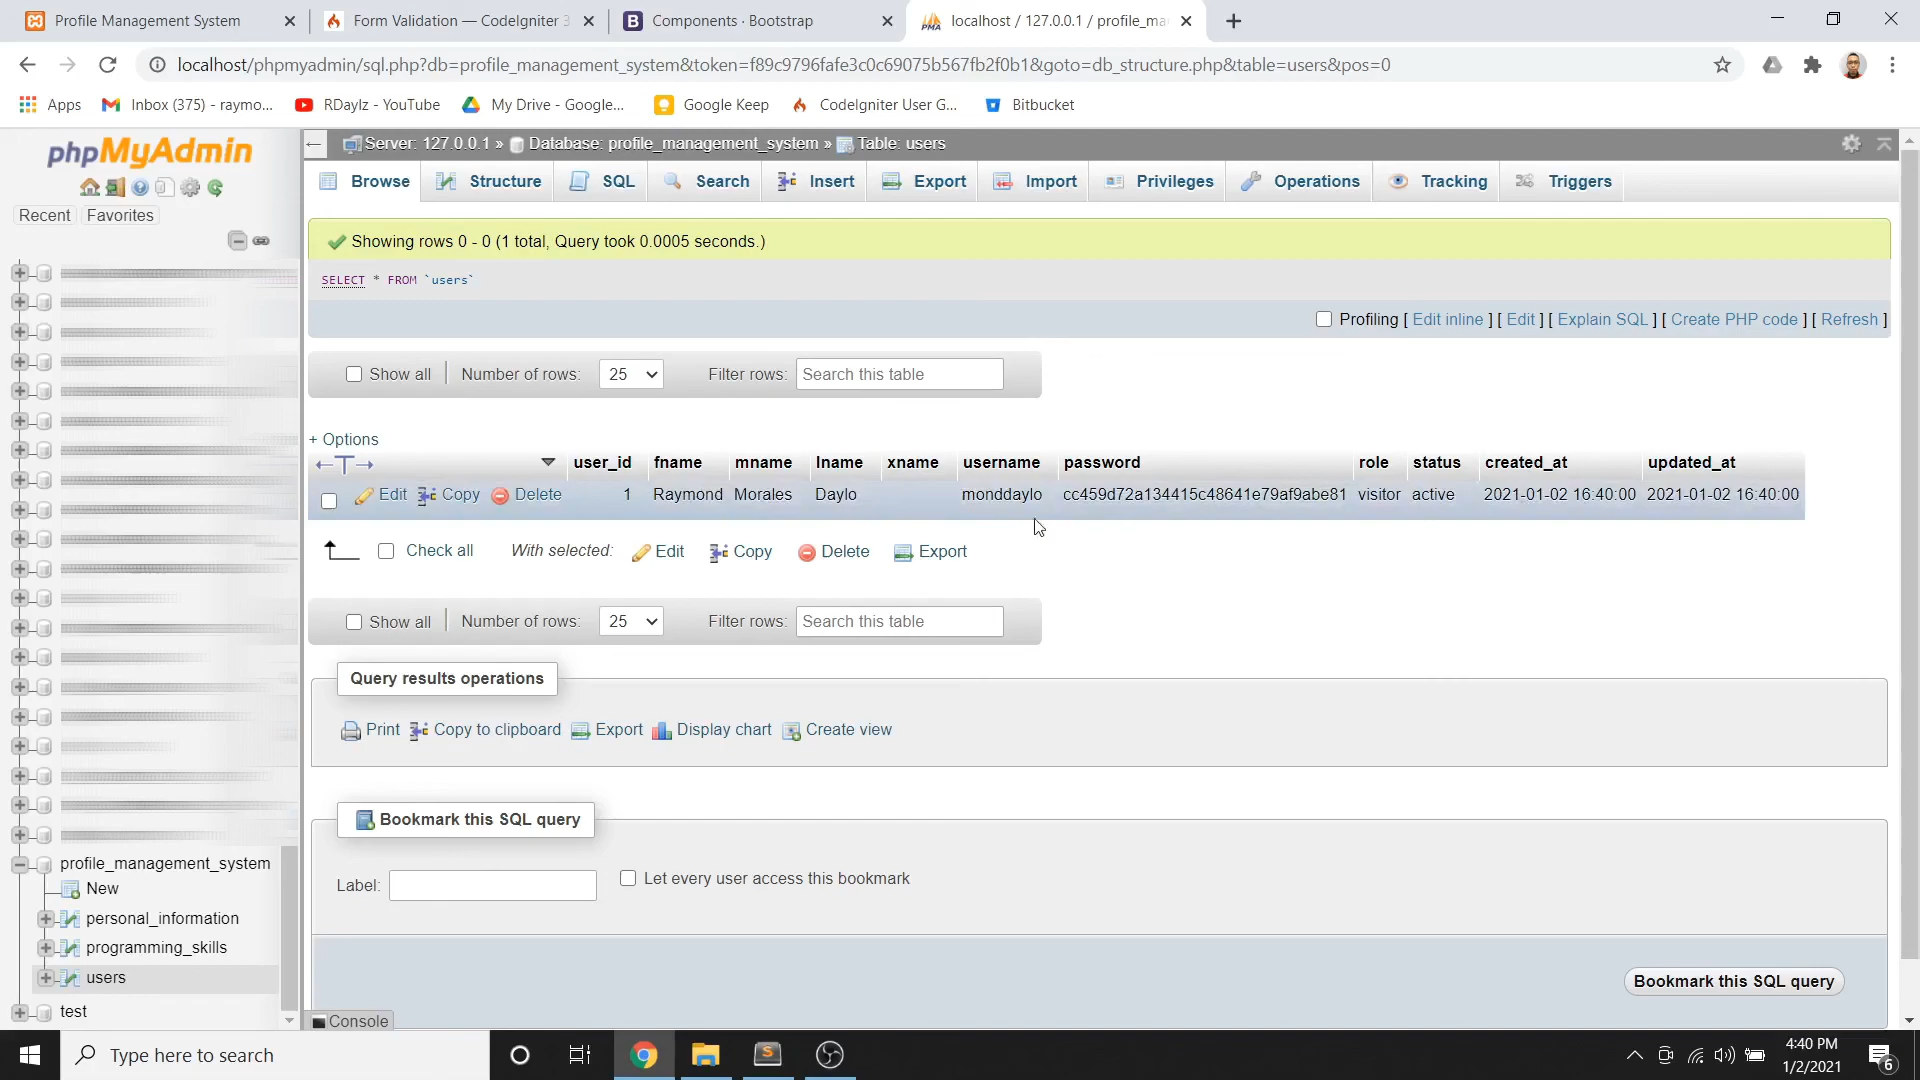 Profile Management System
Form Validation — CodeIgniter 3
Components · Bootstrap
PMA localhost / 127.0.0.1 / profile_ma
localhost/phpmyadmin/sql.php?db=profile_management_system&token=f89c9796fafe3c0c69075b567fb2f0b1&goto=db_structure.php&table=users&pos=0
Apps
Inbox (375) - raymo...
RDaylz - YouTube
My Drive - Google...
Google Keep
CodeIgniter User G...
Bitbucket
phpMyAdmin
Recent Favorites
profile_management_system
New
personal_information
programming_skills
users
test
Server: 127.0.0.1 » Database: profile_management_system » Table: users
Browse Structure SQL Search Insert Export Import Privileges Operations Tracking Triggers
Showing rows 0 - 0 (1 total, Query took 0.0005 seconds.)
SELECT * FROM `users`
Profiling [ Edit inline ] [ Edit ] [ Explain SQL ] [ Create PHP code ] [ Refresh ]
Show all Number of rows: 25 Filter rows: Search this table
+ Options
user_id fname mname lname xname username password role status created_at updated_at
Edit Copy Delete 1 Raymond Morales Daylo monddaylo cc459d72a134415c48641e79af9abe81 visitor active 2021-01-02 16:40:00 2021-01-02 16:40:00
Check all With selected: Edit Copy Delete Export
Show all Number of rows: 25 Filter rows: Search this table
Query results operations
Print Copy to clipboard Export Display chart Create view
Bookmark this SQL query
Label: Let every user access this bookmark
Bookmark this SQL query
Console
Type here to search
4:40 PM
1/2/2021
6